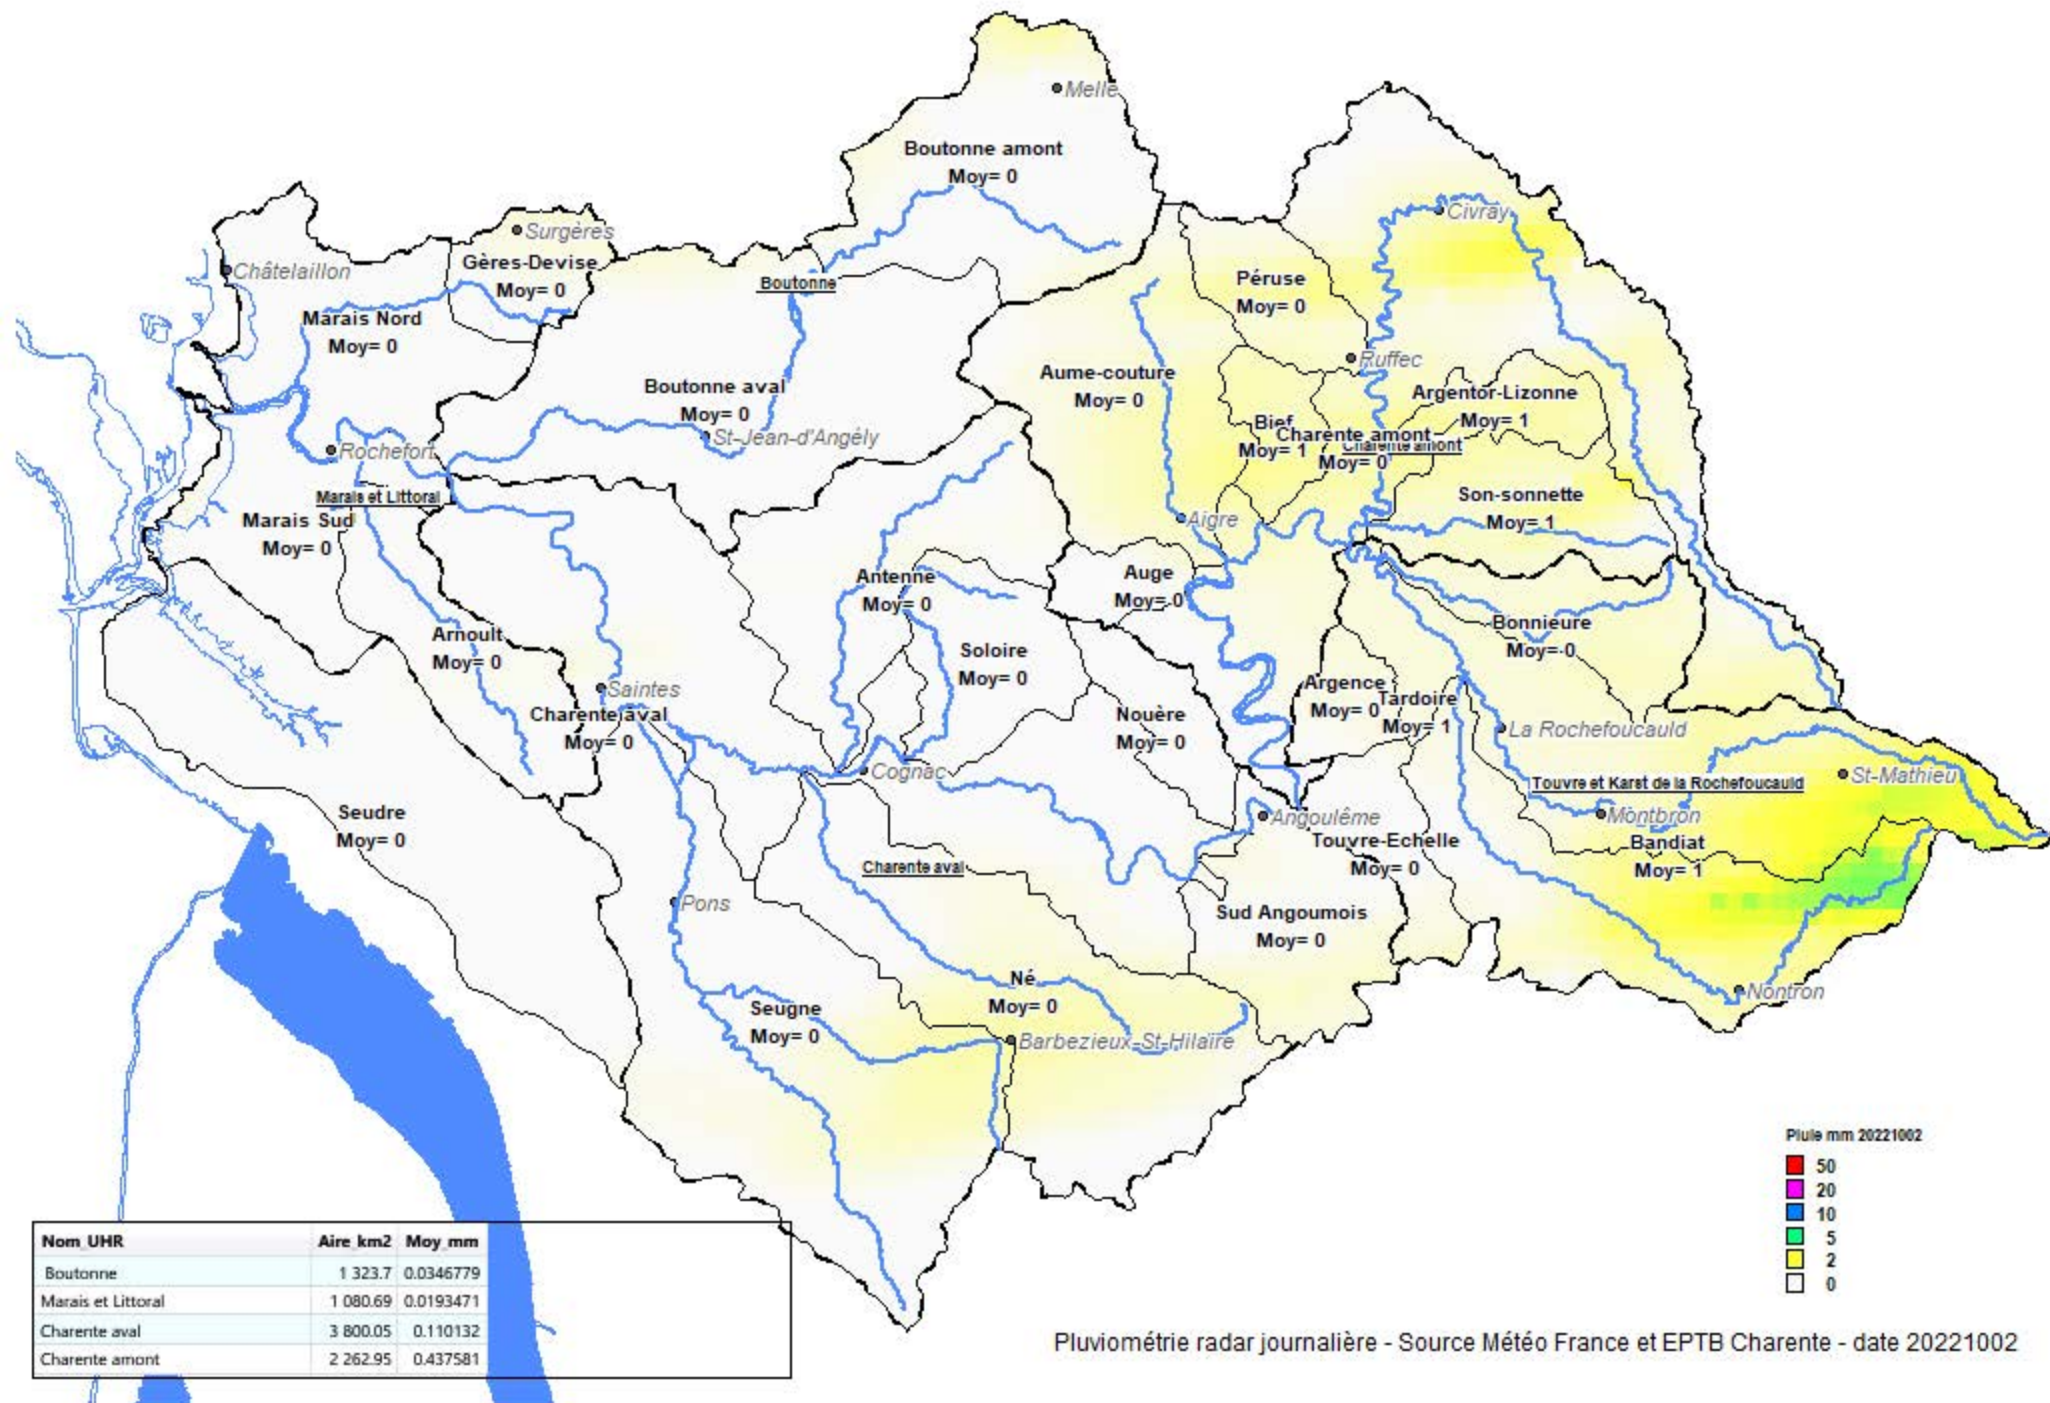 Melle
Boutonne amont
Moy= 0
Civray
Surgères
Châtelaillon
Gères-Devise
Moy= 0
Boutonne
Péruse
Moy= 0
Marais Nord
Moy= 0
Ruffec
Aume-couture
Moy= 0
Boutonne aval
Moy= 0
Argentor-Lizonne
Moy= 1
St-Jean-d'Angély
Bief
Moy= 1
Charente amont
Moy= 0
Charente amont
Rochefort
Marais et Littoral
Son-sonnette
Moy= 1
Marais Sud
Moy= 0
Aigre
Antenne
Moy= 0
Auge
Moy= 0
Bonnieure
Moy= 0
Arnoult
Moy= 0
Soloire
Moy= 0
Saintes
Charente aval
Moy= 0
Argence
Moy= 0
Tardoire
Moy= 1
Nouère
Moy= 0
La Rochefoucauld
Cognac
St-Mathieu
Touvre et Karst de la Rochefoucauld
Seudre
Moy= 0
Angoulême
Montbron
Touvre-Echelle
Moy= 0
Bandiat
Moy= 1
Charente aval
Pons
Sud Angoumois
Moy= 0
Né
Moy= 0
Nontron
Seugne
Moy= 0
Barbezieux-St-Hilaire
Pluie mm 20221002
50
20
10
5
2
0
Nom_UHR Aire_km2 Moy_mm
Boutonne 1 323.7 0.0346779
Marais et Littoral 1 080.69 0.0193471
Charente aval 3 800.05 0.110132
Charente amont 2 262.95 0.437581
Pluviométrie radar journalière - Source Météo France et EPTB Charente - date 20221002